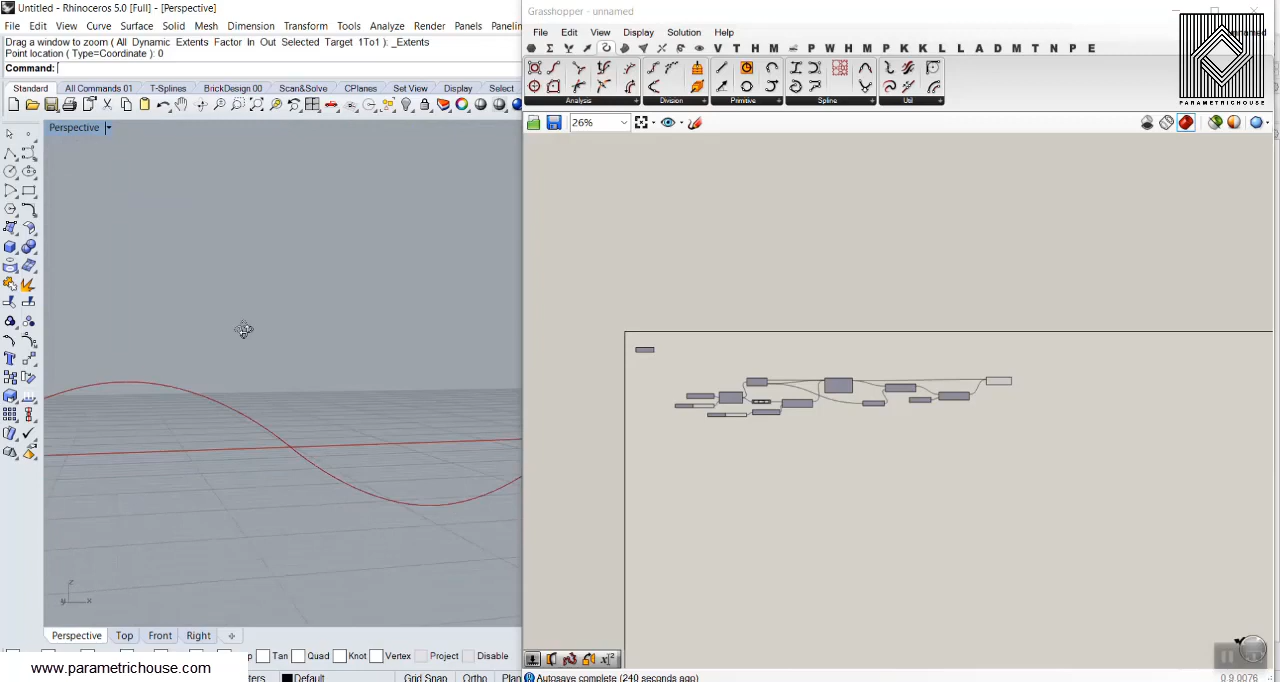 Untitled - Rhinoceros 5.0 [Full] - [Perspective]
File Edit View Curve Surface Solid Mesh Dimension Transform Tools Analyze Render Panels
Drag a window to zoom ( All Dynamic Extents Factor In Out Selected Target 1To1 ): _Extents
Point location ( Type=Coordinate ): 0
Command:
Standard All Commands 01 T-Splines BrickDesign 00 Scan&Solve CPlanes Set View Display Select
Perspective
z
y x
Perspective Top Front Right
Tan Quad Knot Vertex Project Disable
www.parametrichouse.com
Default Grid Snap Ortho
Grasshopper - unnamed
File Edit View Display Solution Help
unnamed
V T H M P W H M P K K L L A D M T N P E
Analysis Division Primitive Spline Util
PARAMETRICHOUSE
26%
Autosave complete (240 seconds ago)
0.9.0076